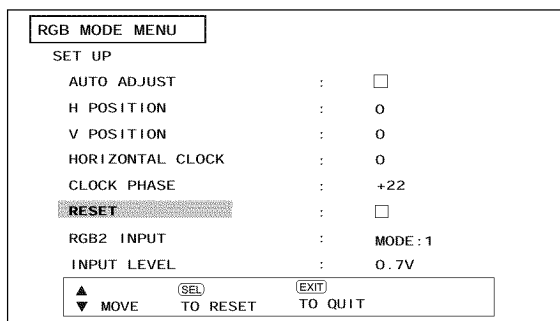 RGB MODE MENU
SET UP
AUTO ADJUST : □
H POSITION : 0
V POSITION : 0
HORIZONTAL CLOCK : 0
CLOCK PHASE : +22
RESET : □
RGB2 INPUT : MODE:1
INPUT LEVEL : 0.7V
▲ SEL EXIT
▼ MOVE TO RESET TO QUIT